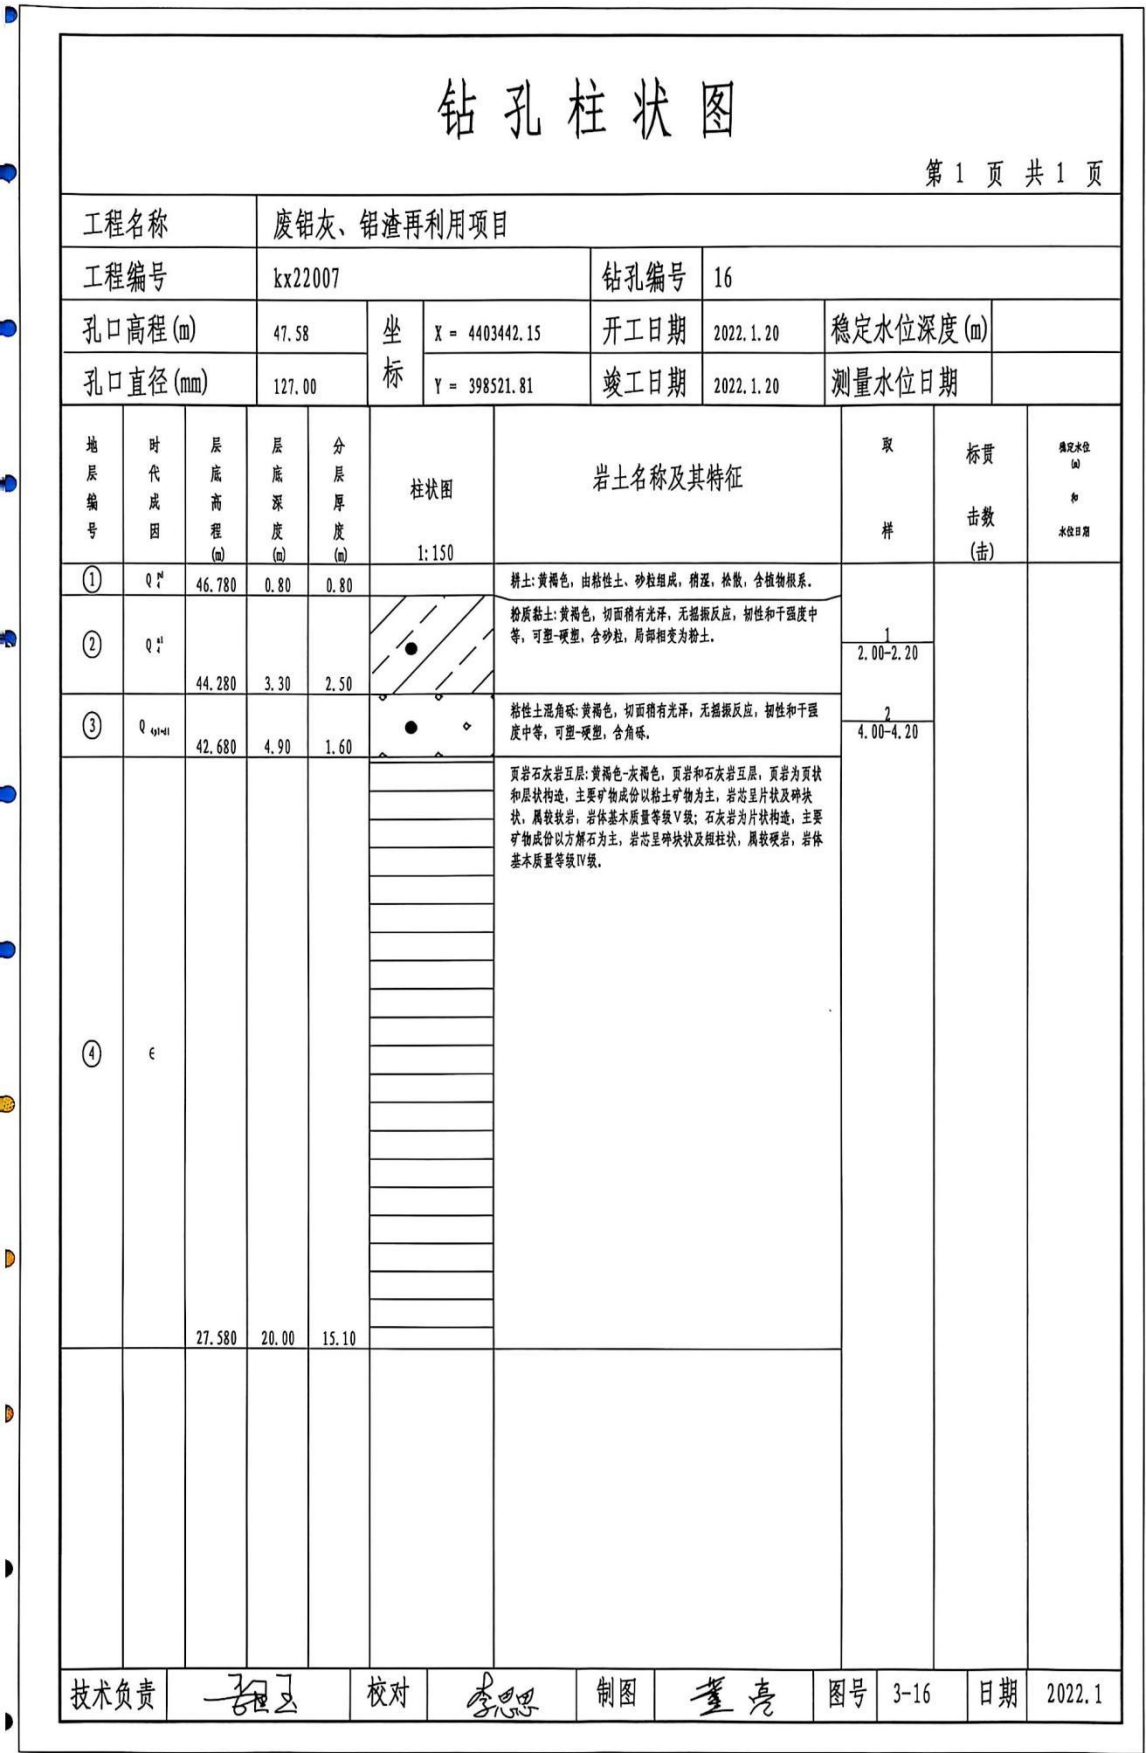 钻孔柱状图
第 1 页 共 1 页
工程名称 废铝灰、铝渣再利用项目
工程编号 kx22007 钻孔编号 16
孔口高程(m) 47.58 坐标 X = 4403442.15 开工日期 2022.1.20 稳定水位深度(m)
孔口直径(mm) 127.00 Y = 398521.81 竣工日期 2022.1.20 测量水位日期
地层编号 时代成因 层底高程(m) 层底深度(m) 分层厚度(m) 柱状图 1:150 岩土名称及其特征 取样 标贯击数(击) 稳定水位(m)和水位日期
① 46.780 0.80 0.80 耕土:黄褐色,由粘性土、砂粒组成,稍湿,松散,含植物根系。
② 44.280 3.30 2.50
粉质黏土:黄褐色,切面稍有光泽,无摇振反应,韧性和干强度中
等,可塑-硬塑,含砂粒,局部相变为粉土。
1
2.00-2.20
③ 42.680 4.90 1.60
粘性土混角砾:黄褐色,切面稍有光泽,无摇振反应,韧性和干强
度中等,可塑-硬塑,含角砾。
2
4.00-4.20
④ ϵ 27.580 20.00 15.10
页岩石灰岩互层:黄褐色-灰褐色,页岩和石灰岩互层,页岩为页状
和层状构造,主要矿物成份以粘土矿物为主,岩芯呈片状及碎块
状,属较软岩,岩体基本质量等级Ⅴ级;石灰岩为片状构造,主要
矿物成份以方解石为主,岩芯呈碎块状及短柱状,属较硬岩,岩体
基本质量等级Ⅳ级。
技术负责 校对 李思思 制图 董亮 图号 3-16 日期 2022.1